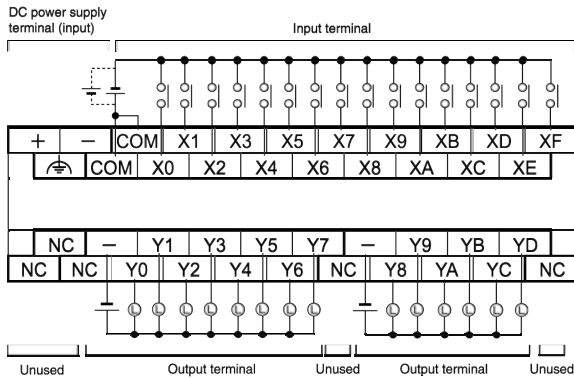 DC power supply
terminal (input)
Input terminal
+ − COM X1 X3 X5 X7 X9 XB XD XF
COM X0 X2 X4 X6 X8 XA XC XE
NC − Y1 Y3 Y5 Y7 − Y9 YB YD
NC NC Y0 Y2 Y4 Y6 NC Y8 YA YC NC
L L L L L L L L L L L L L L
Unused Output terminal Unused Output terminal Unused